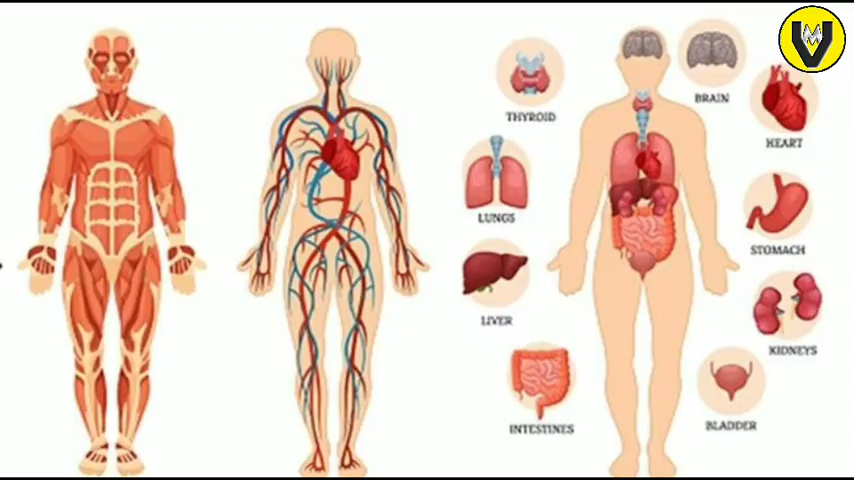 BRAIN
THYROID
HEART
LUNGS
STOMACH
LIVER
KIDNEYS
INTESTINES
BLADDER